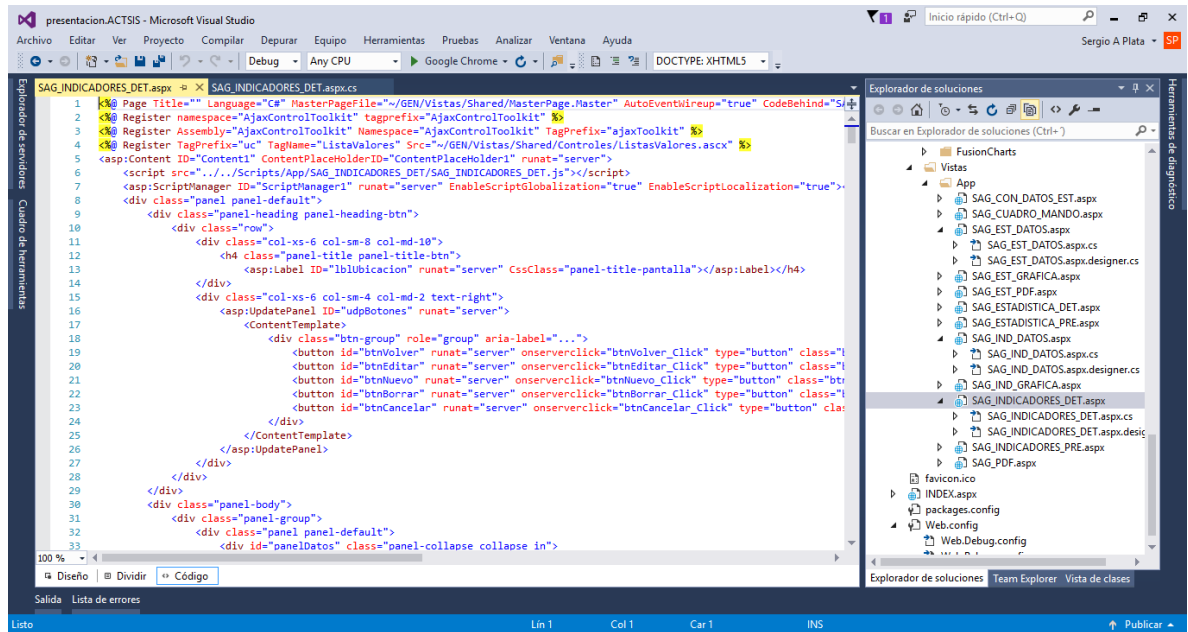 presentacion.ACTSIS - Microsoft Visual Studio
1
Inicio rápido (Ctrl+Q)
Archivo Editar Ver Proyecto Compilar Depurar Equipo Herramientas Pruebas Analizar Ventana Ayuda
Sergio A Plata
SP
Debug Any CPU Google Chrome DOCTYPE: XHTML5
Explorador de servidores
Cuadro de herramientas
SAG_INDICADORES_DET.aspx SAG_INDICADORES_DET.aspx.cs
1 <%@ Page Title="" Language="C#" MasterPageFile="~/GEN/Vistas/Shared/MasterPage.Master" AutoEventWireup="true" CodeBehind="SA
2 <%@ Register namespace="AjaxControlToolkit" tagprefix="AjaxControlToolkit" %>
3 <%@ Register Assembly="AjaxControlToolkit" Namespace="AjaxControlToolkit" TagPrefix="ajaxToolkit" %>
4 <%@ Register TagPrefix="uc" TagName="ListaValores" Src="~/GEN/Vistas/Shared/Controles/ListasValores.ascx" %>
5 <asp:Content ID="Content1" ContentPlaceHolderID="ContentPlaceHolder1" runat="server">
6 <script src="../../Scripts/App/SAG_INDICADORES_DET/SAG_INDICADORES_DET.js"></script>
7 <asp:ScriptManager ID="ScriptManager1" runat="server" EnableScriptGlobalization="true" EnableScriptLocalization="true"><
8 <div class="panel panel-default">
9 <div class="panel-heading panel-heading-btn">
10 <div class="row">
11 <div class="col-xs-6 col-sm-8 col-md-10">
12 <h4 class="panel-title panel-title-btn">
13 <asp:Label ID="lblUbicacion" runat="server" CssClass="panel-title-pantalla"></asp:Label></h4>
14 </div>
15 <div class="col-xs-6 col-sm-4 col-md-2 text-right">
16 <asp:UpdatePanel ID="udpBotones" runat="server">
17 <ContentTemplate>
18 <div class="btn-group" role="group" aria-label="...">
19 <button id="btnVolver" runat="server" onserverclick="btnVolver_Click" type="button" class="b
20 <button id="btnEditar" runat="server" onserverclick="btnEditar_Click" type="button" class="b
21 <button id="btnNuevo" runat="server" onserverclick="btnNuevo_Click" type="button" class="btn
22 <button id="btnBorrar" runat="server" onserverclick="btnBorrar_Click" type="button" class="b
23 <button id="btnCancelar" runat="server" onserverclick="btnCancelar_Click" type="button" clas
24 </div>
25 </ContentTemplate>
26 </asp:UpdatePanel>
27 </div>
28 </div>
29 </div>
30 <div class="panel-body">
31 <div class="panel-group">
32 <div class="panel panel-default">
33 <div id="panelDatos" class="panel-collapse collapse in">
100 %
Diseño Dividir Código
Explorador de soluciones
Buscar en Explorador de soluciones (Ctrl+´)
FusionCharts
Vistas
App
SAG_CON_DATOS_EST.aspx
SAG_CUADRO_MANDO.aspx
SAG_EST_DATOS.aspx
SAG_EST_DATOS.aspx.cs
SAG_EST_DATOS.aspx.designer.cs
SAG_EST_GRAFICA.aspx
SAG_EST_PDF.aspx
SAG_ESTADISTICA_DET.aspx
SAG_ESTADISTICA_PRE.aspx
SAG_IND_DATOS.aspx
SAG_IND_DATOS.aspx.cs
SAG_IND_DATOS.aspx.designer.cs
SAG_IND_GRAFICA.aspx
SAG_INDICADORES_DET.aspx
SAG_INDICADORES_DET.aspx.cs
SAG_INDICADORES_DET.aspx.desig
SAG_INDICADORES_PRE.aspx
SAG_PDF.aspx
favicon.ico
INDEX.aspx
packages.config
Web.config
Web.Debug.config
Explorador de soluciones Team Explorer Vista de clases
Herramientas de diagnóstico
Salida Lista de errores
Listo Lín 1 Col 1 Car 1 INS Publicar